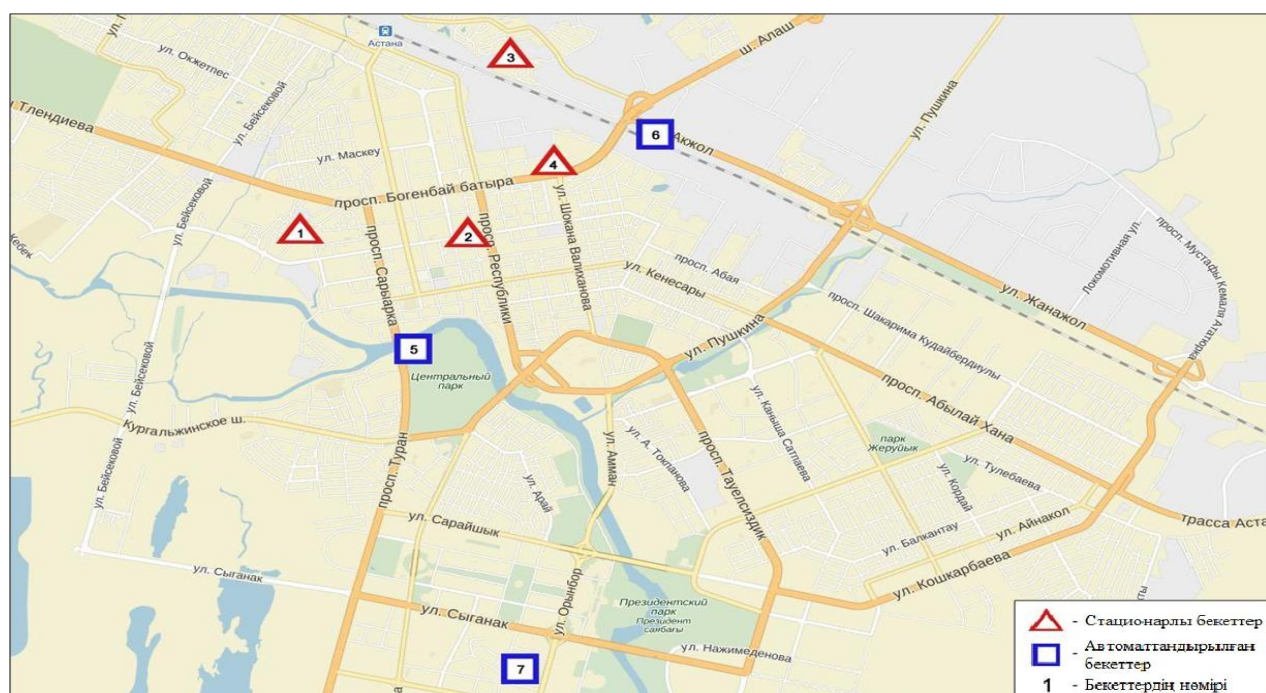 Астана
ул. Окжетпес
ул. Бейсековой
Тлендиева
ул. Маскеу
просп. Богенбай батыра
ш. Алаш
Акжол
ул. Пушкина
3
6
4
1
2
ул. Бейсековой
просп. Сарыарка
просп. Республики
ул. Шокана Валиханова
просп. Абая
ул. Кенесары
Кебек
Локомотивная ул.
просп. Мустафы Кемаля Ататюрка
ул. Жанажол
просп. Шакарима Кудайбердиулы
ул. Пушкина
5
Центральный
парк
ул. Бейсековой
Кургальжинское ш.
просп. Туран
ул. Бейсековой
ул. Арай
ул. Амман
ул. А. Токпанова
просп. Тауелсиздик
ул. Каныша Сатпаева
парк
Жеруйык
просп. Абылай Хана
ул. Тулебаева
ул. Кордай
ул. Балкантау
ул. Айнакол
трасса Аста
ул. Кошкарбаева
ул. Сарайшык
ул. Сыганак
ул. Сыганак
ул. Орынбор
Президентский
парк
Президент
саябағы
ул. Нажимеденова
7
- Стационарлы бекеттер
- Автоматтандырылған
бекеттер
1 - Бекеттердің нөмірі